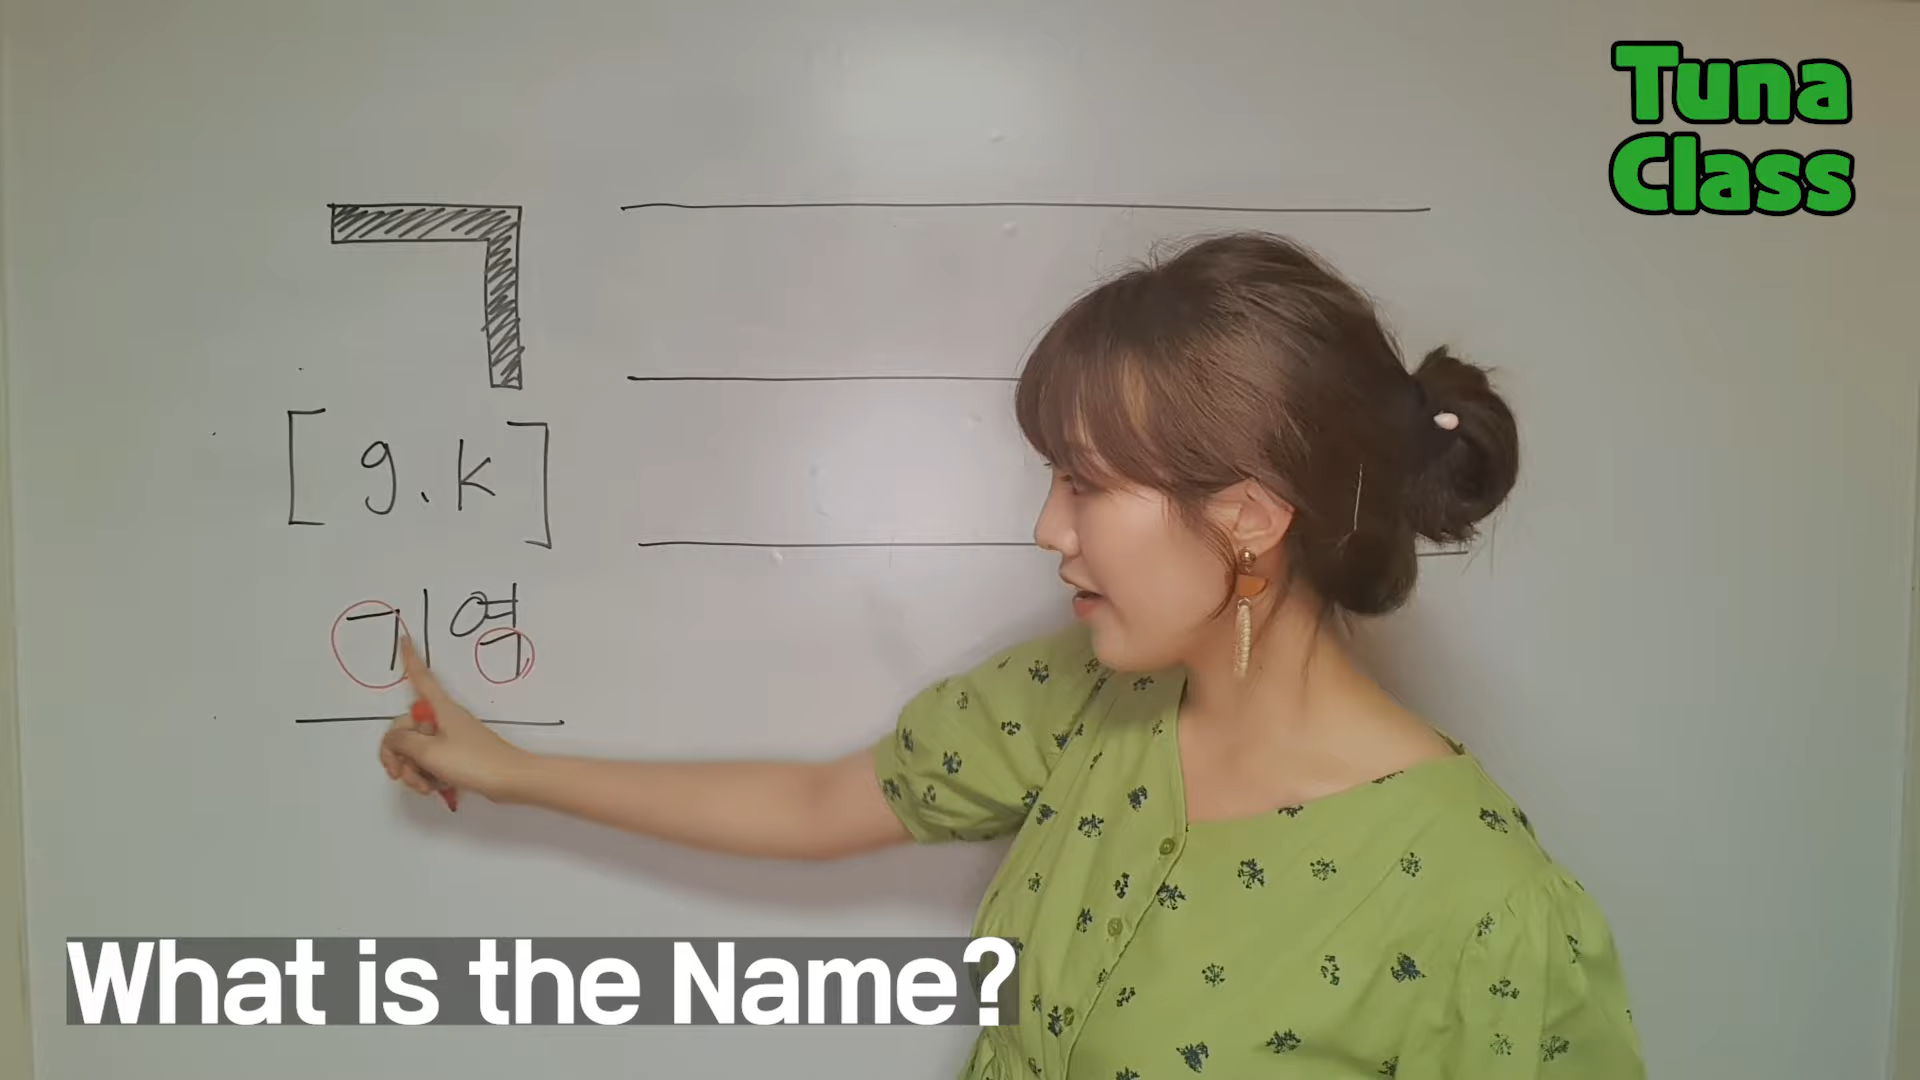 Tuna
Class
ㄱ
[g.k]
기역
What is the Name?